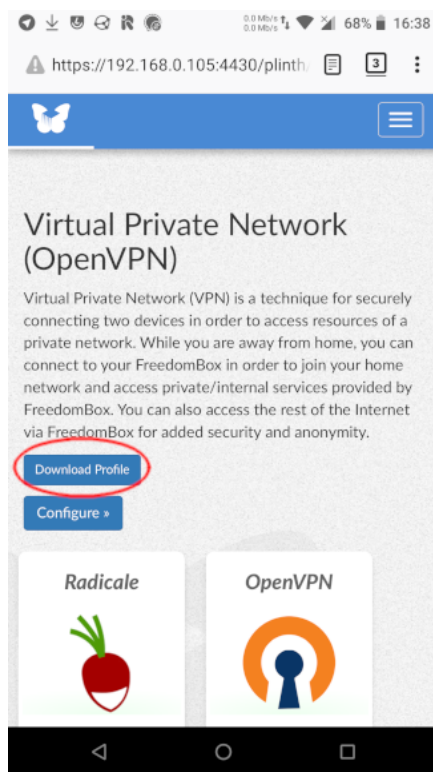 0.0 Mb/s
0.0 Mb/s
68%
16:38
https://192.168.0.105:4430/plinth/
3
Virtual Private Network
(OpenVPN)
Virtual Private Network (VPN) is a technique for securely
connecting two devices in order to access resources of a
private network. While you are away from home, you can
connect to your FreedomBox in order to join your home
network and access private/internal services provided by
FreedomBox. You can also access the rest of the Internet
via FreedomBox for added security and anonymity.
Download Profile
Configure »
Radicale
OpenVPN